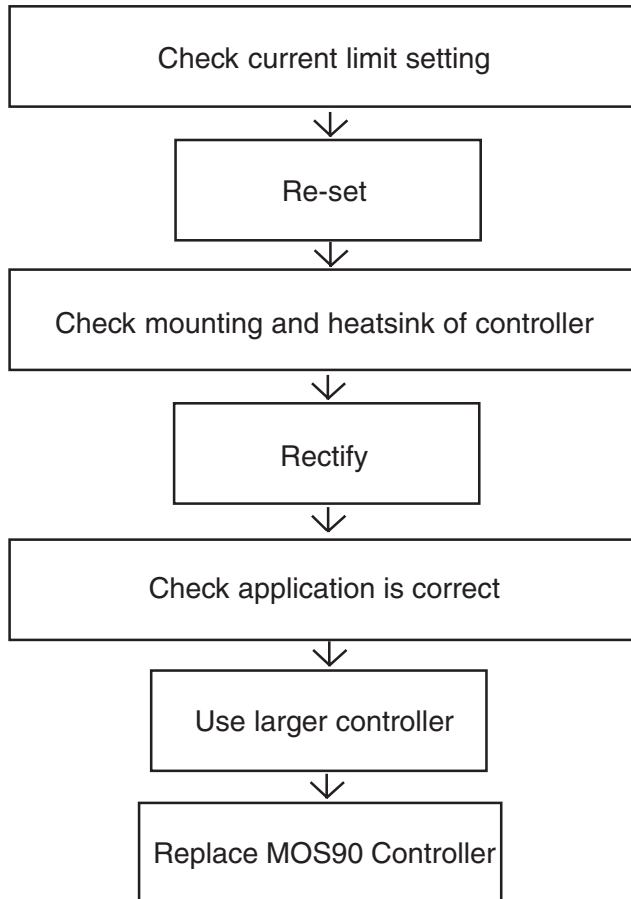 Check current limit setting
Re-set
Check mounting and heatsink of controller
Rectify
Check application is correct
Use larger controller
Replace MOS90 Controller